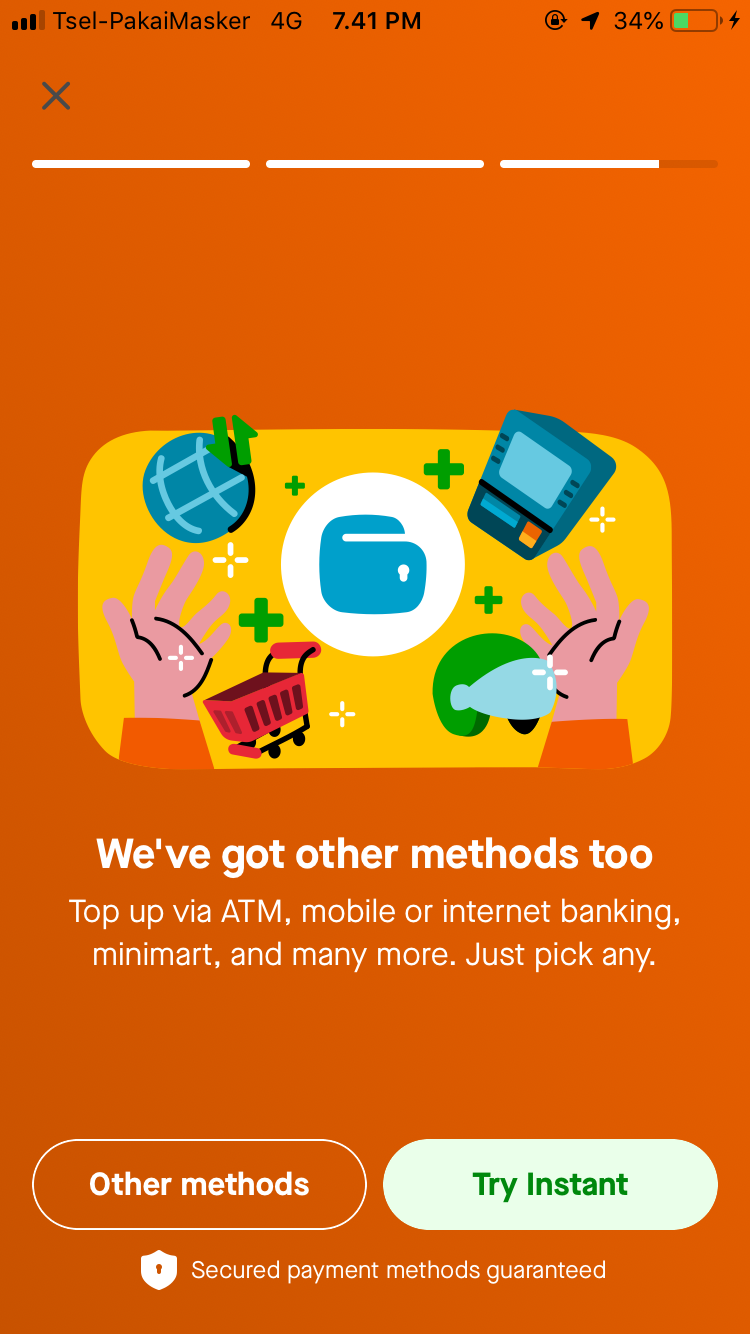 Tsel-PakaiMasker 4G 7.41 PM 34%
We've got other methods too
Top up via ATM, mobile or internet banking,
minimart, and many more. Just pick any.
Other methods
Try Instant
Secured payment methods guaranteed